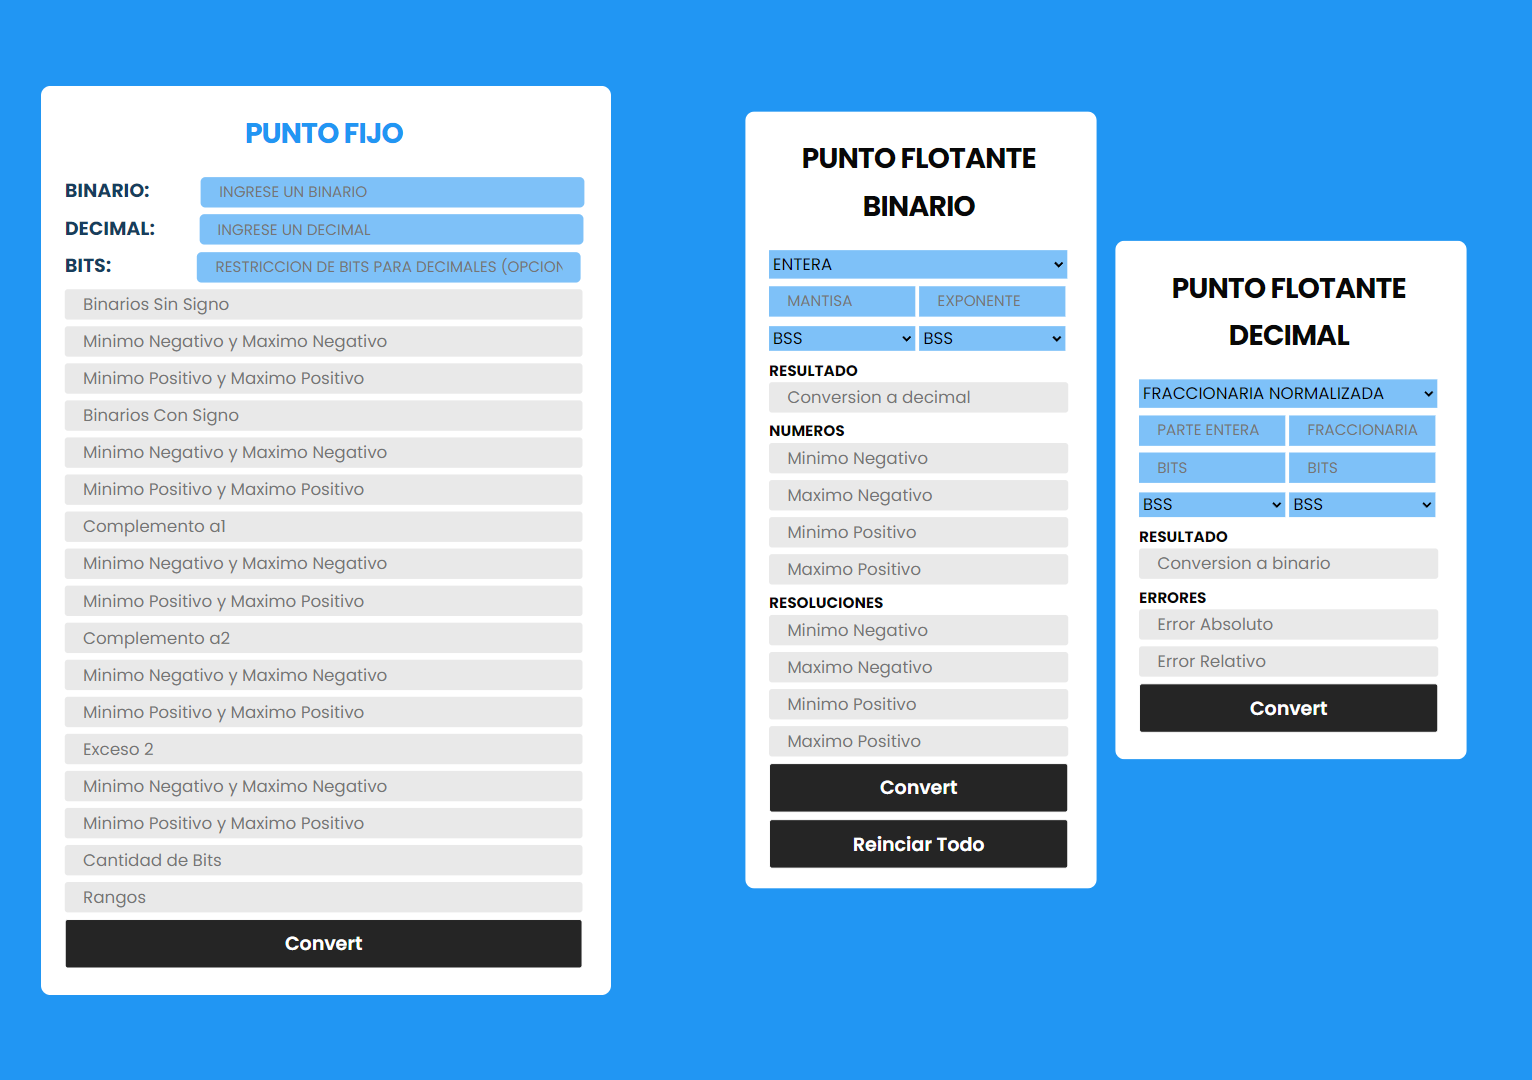 PUNTO FIJO
BINARIO:
INGRESE UN BINARIO
DECIMAL:
INGRESE UN DECIMAL
BITS:
RESTRICCION DE BITS PARA DECIMALES (OPCION
Binarios Sin Signo
Minimo Negativo y Maximo Negativo
Minimo Positivo y Maximo Positivo
Binarios Con Signo
Minimo Negativo y Maximo Negativo
Minimo Positivo y Maximo Positivo
Complemento a1
Minimo Negativo y Maximo Negativo
Minimo Positivo y Maximo Positivo
Complemento a2
Minimo Negativo y Maximo Negativo
Minimo Positivo y Maximo Positivo
Exceso 2
Minimo Negativo y Maximo Negativo
Minimo Positivo y Maximo Positivo
Cantidad de Bits
Rangos
Convert
PUNTO FLOTANTE
BINARIO
ENTERA
MANTISA
EXPONENTE
BSS
BSS
RESULTADO
Conversion a decimal
NUMEROS
Minimo Negativo
Maximo Negativo
Minimo Positivo
Maximo Positivo
RESOLUCIONES
Minimo Negativo
Maximo Negativo
Minimo Positivo
Maximo Positivo
Convert
Reinciar Todo
PUNTO FLOTANTE
DECIMAL
FRACCIONARIA NORMALIZADA
PARTE ENTERA
FRACCIONARIA
BITS
BITS
BSS
BSS
RESULTADO
Conversion a binario
ERRORES
Error Absoluto
Error Relativo
Convert